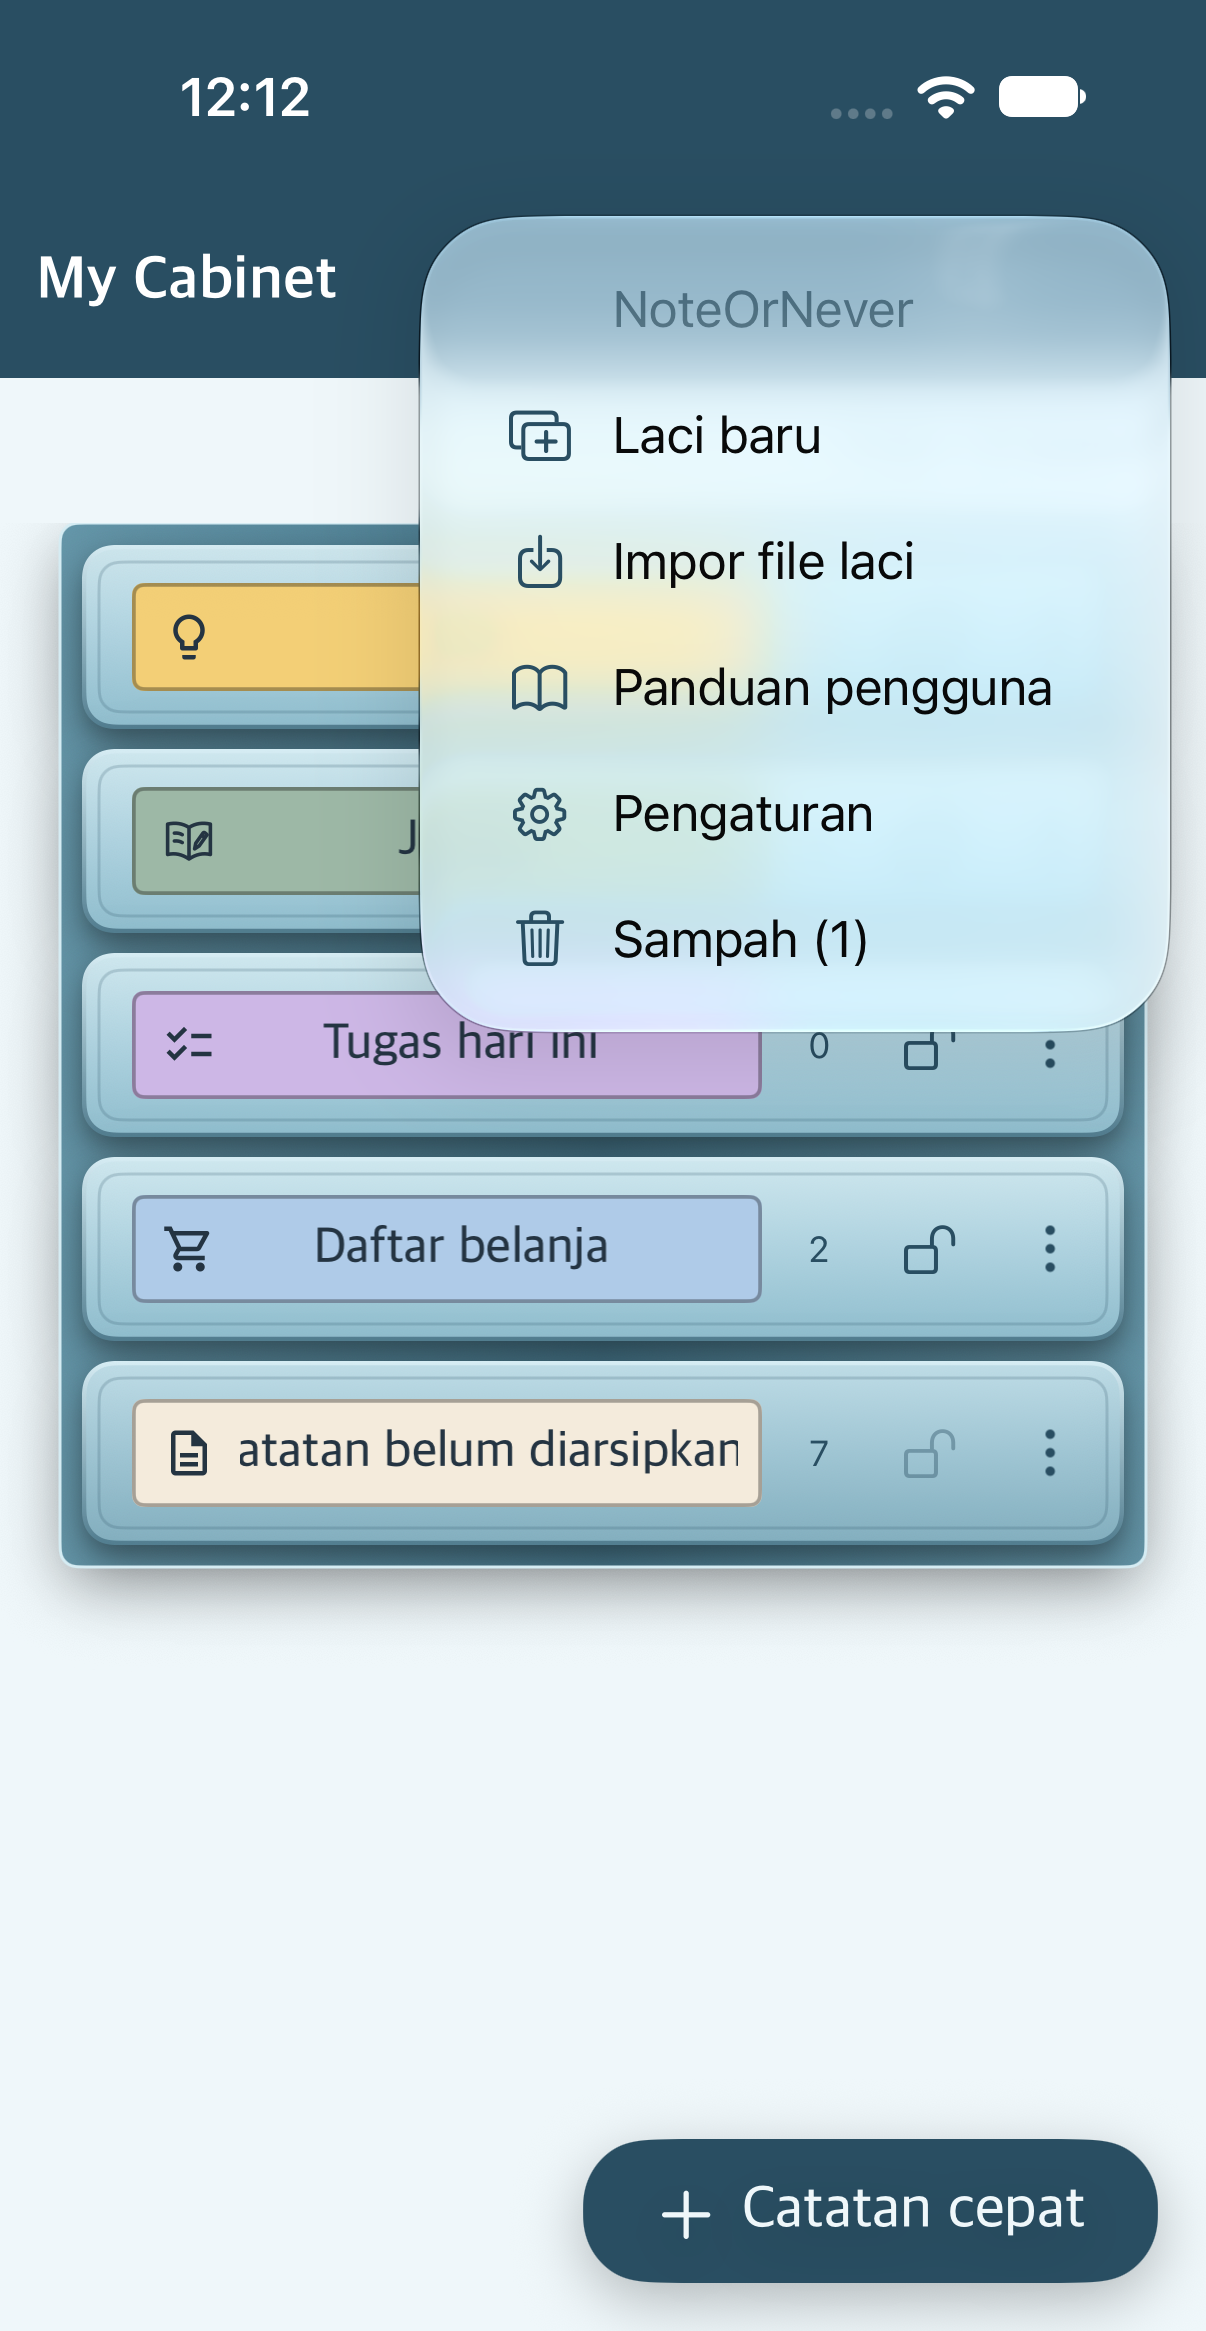 12:12
My Cabinet
NoteOrNever
Laci baru
Impor file laci
Panduan pengguna
Pengaturan
Sampah (1)
Tugas hari ini
0
Daftar belanja
2
atatan belum diarsipkan
7
Catatan cepat